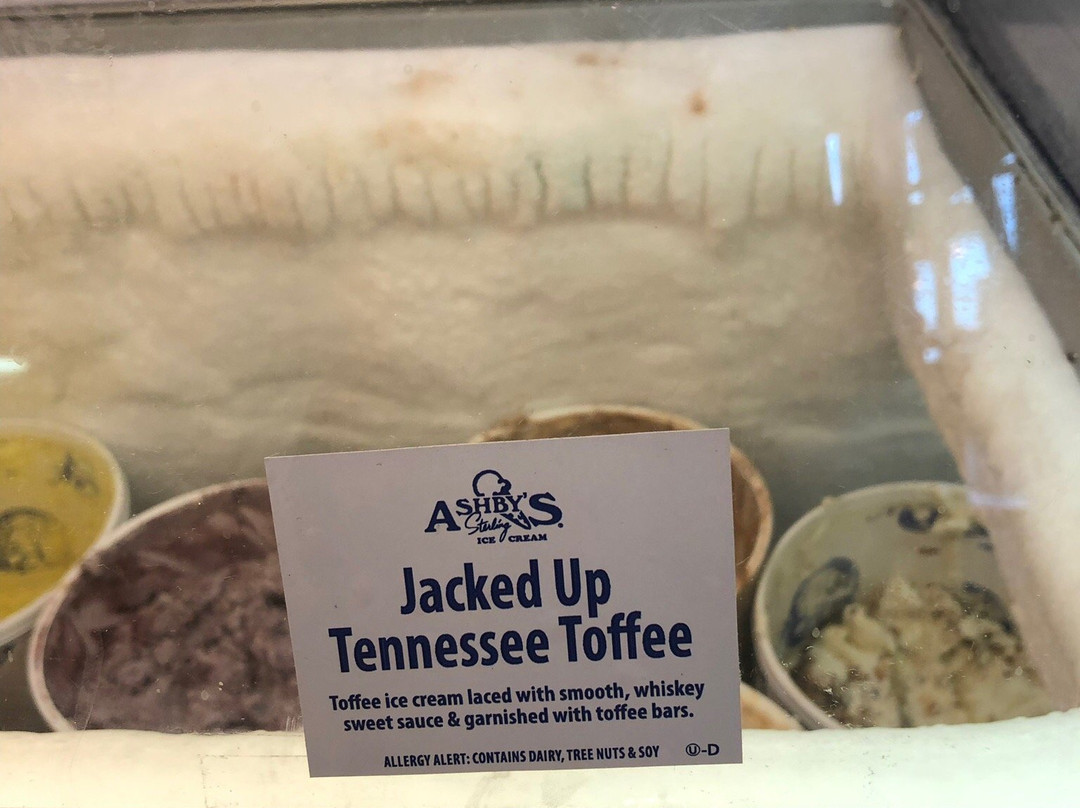 ASHBY'S
Sterling
ICE CREAM
Jacked Up
Tennessee Toffee
Toffee ice cream laced with smooth, whiskey
sweet sauce & garnished with toffee bars.
ALLERGY ALERT: CONTAINS DAIRY, TREE NUTS & SOY Ⓤ-D